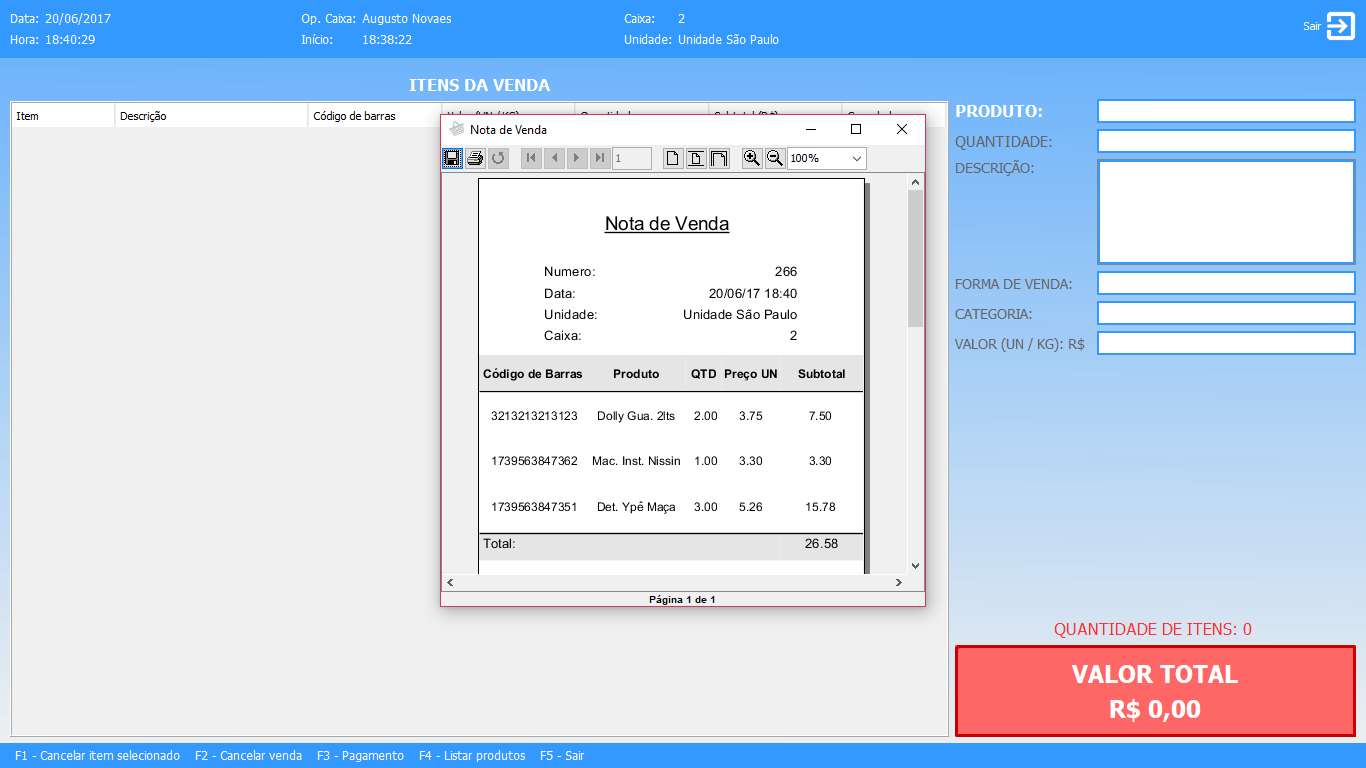 Data: 20/06/2017 Op. Caixa: Augusto Novaes Caixa: 2
Hora: 18:40:29 Início: 18:38:22 Unidade: Unidade São Paulo
Sair
ITENS DA VENDA
Item Descrição Código de barras
Nota de Venda
1 100%
Nota de Venda
Numero: 266
Data: 20/06/17 18:40
Unidade: Unidade São Paulo
Caixa: 2
Código de Barras Produto QTD Preço UN Subtotal
3213213213123 Dolly Gua. 2lts 2.00 3.75 7.50
1739563847362 Mac. Inst. Nissin 1.00 3.30 3.30
1739563847351 Det. Ypê Maça 3.00 5.26 15.78
Total: 26.58
Página 1 de 1
PRODUTO:
QUANTIDADE:
DESCRIÇÃO:
FORMA DE VENDA:
CATEGORIA:
VALOR (UN / KG): R$
QUANTIDADE DE ITENS: 0
VALOR TOTAL
R$ 0,00
F1 - Cancelar item selecionado F2 - Cancelar venda F3 - Pagamento F4 - Listar produtos F5 - Sair